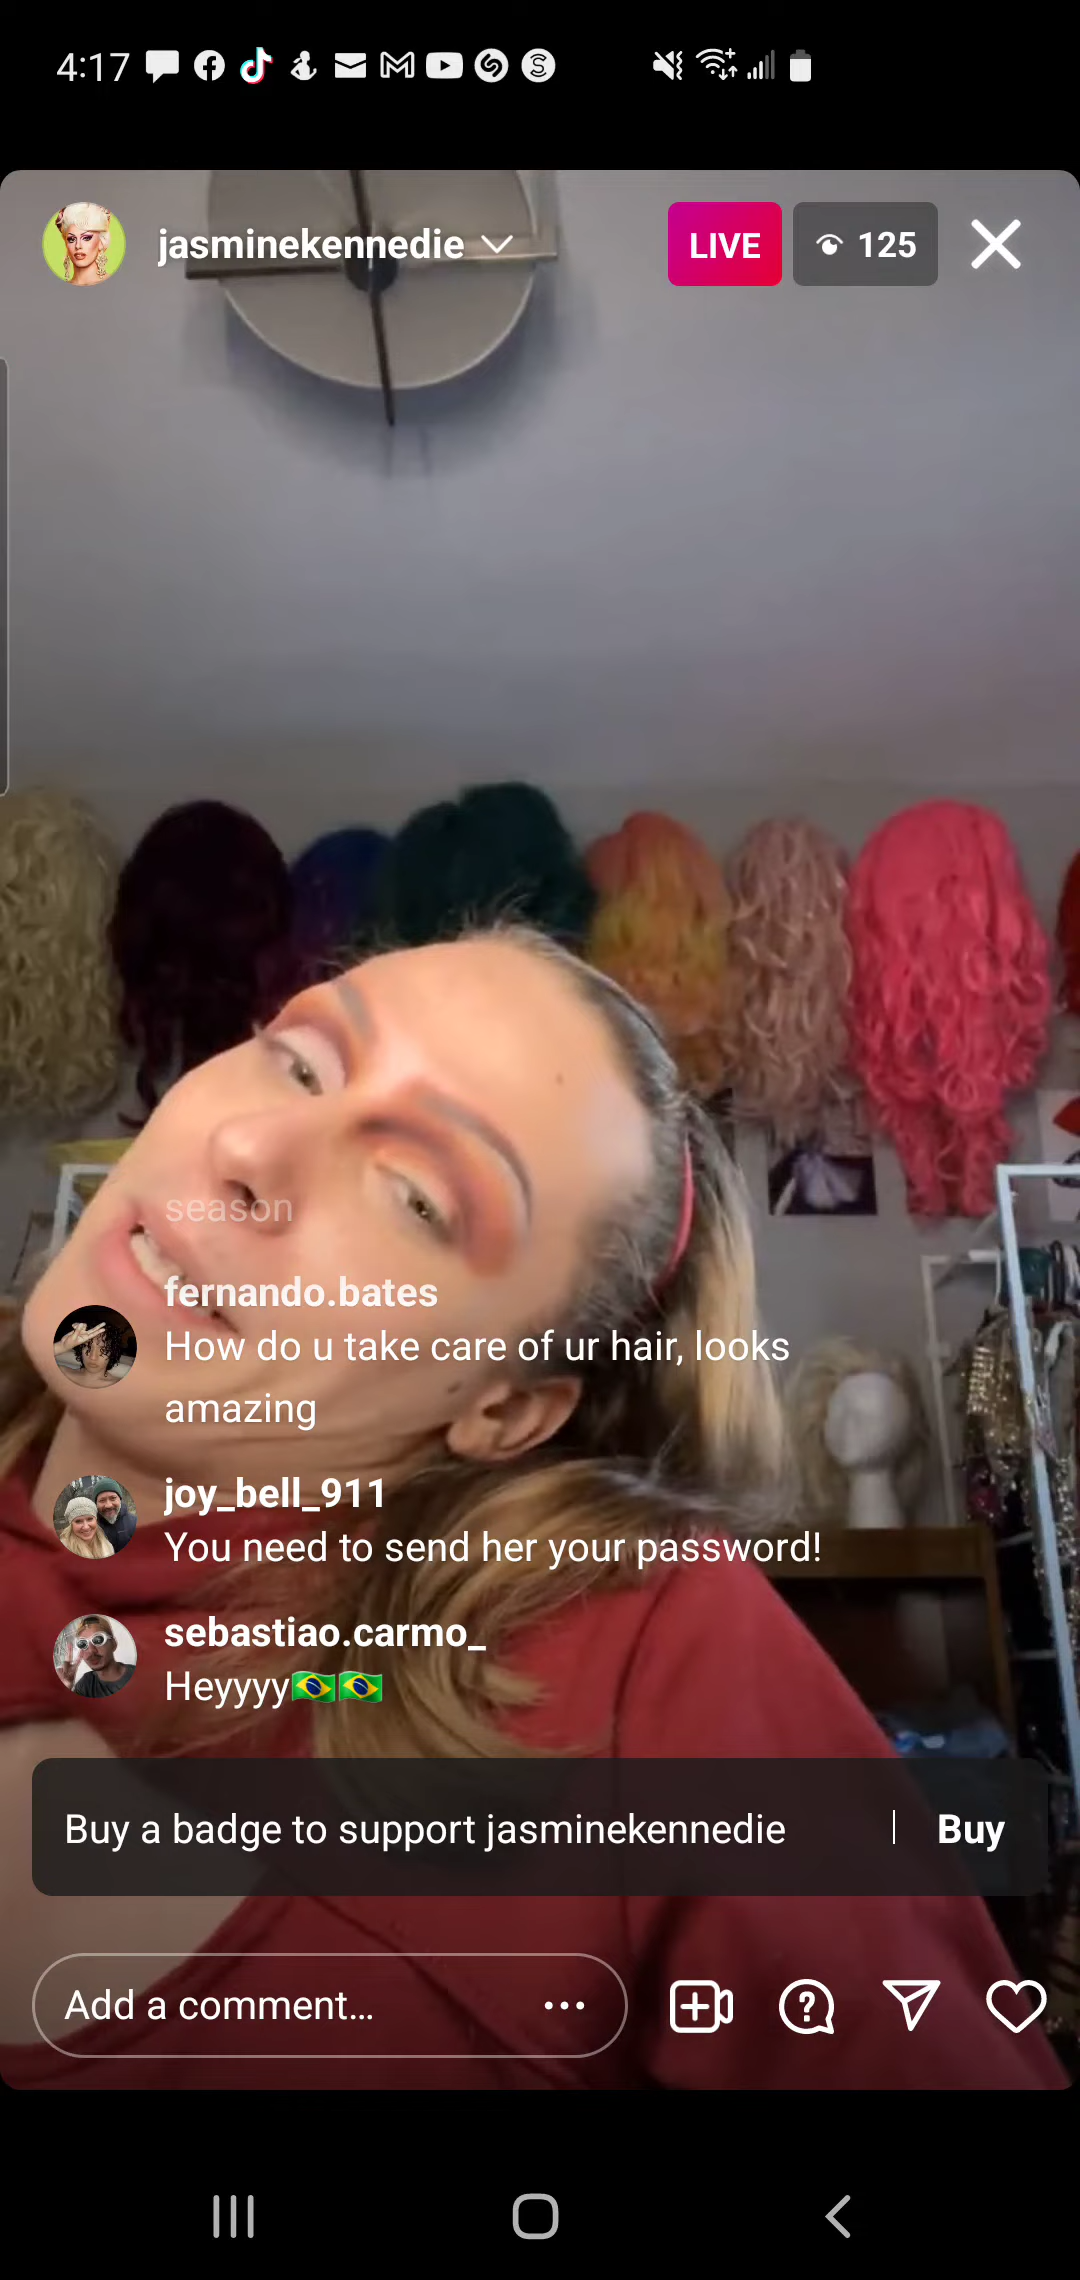 4:17
jasminekennedie
LIVE
125
season
fernando.bates
How do u take care of ur hair, looks
amazing
joy_bell_911
You need to send her your password!
sebastiao.carmo_
Heyyyy🇧🇷🇧🇷
Buy a badge to support jasminekennedie | Buy
Add a comment...